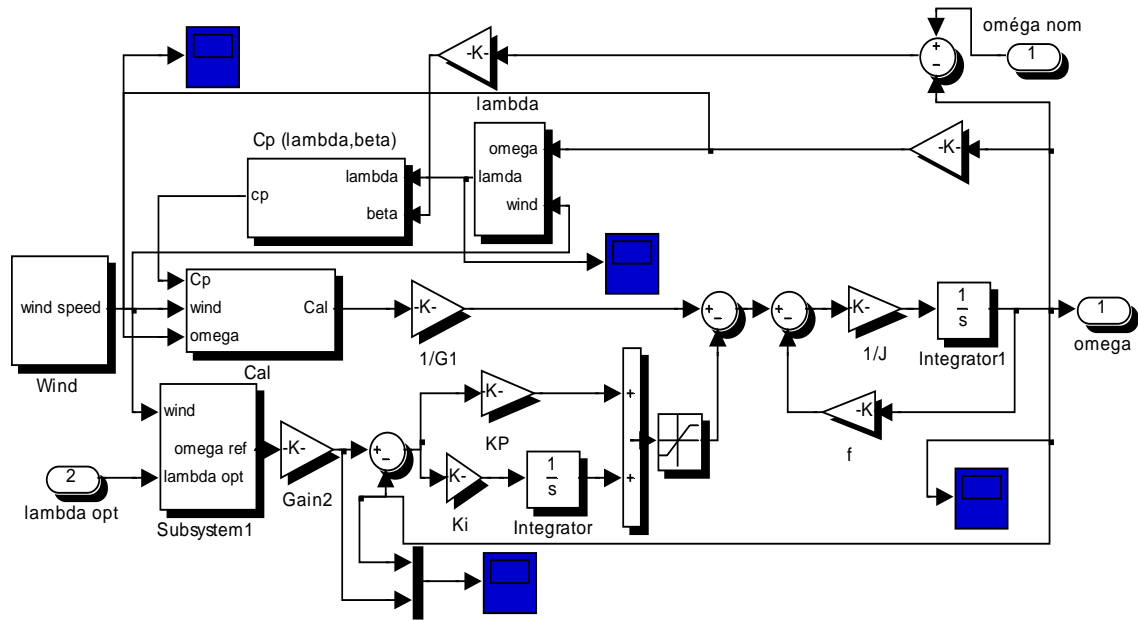 oméga nom
1
+
−
-K-
lambda
-K-
Cp (lambda,beta)
omega
lamda
wind
lambda
beta
cp
wind speed
Wind
Cp
wind
omega
Cal
Cal
-K-
1/G1
+
−
+
−
K-
1/J
1
s
Integrator1
1
omega
-K
f
wind
omega ref
lambda opt
Subsystem1
2
lambda opt
-K-
Gain2
+
−
-K-
KP
K-
Ki
1
s
Integrator
+
+